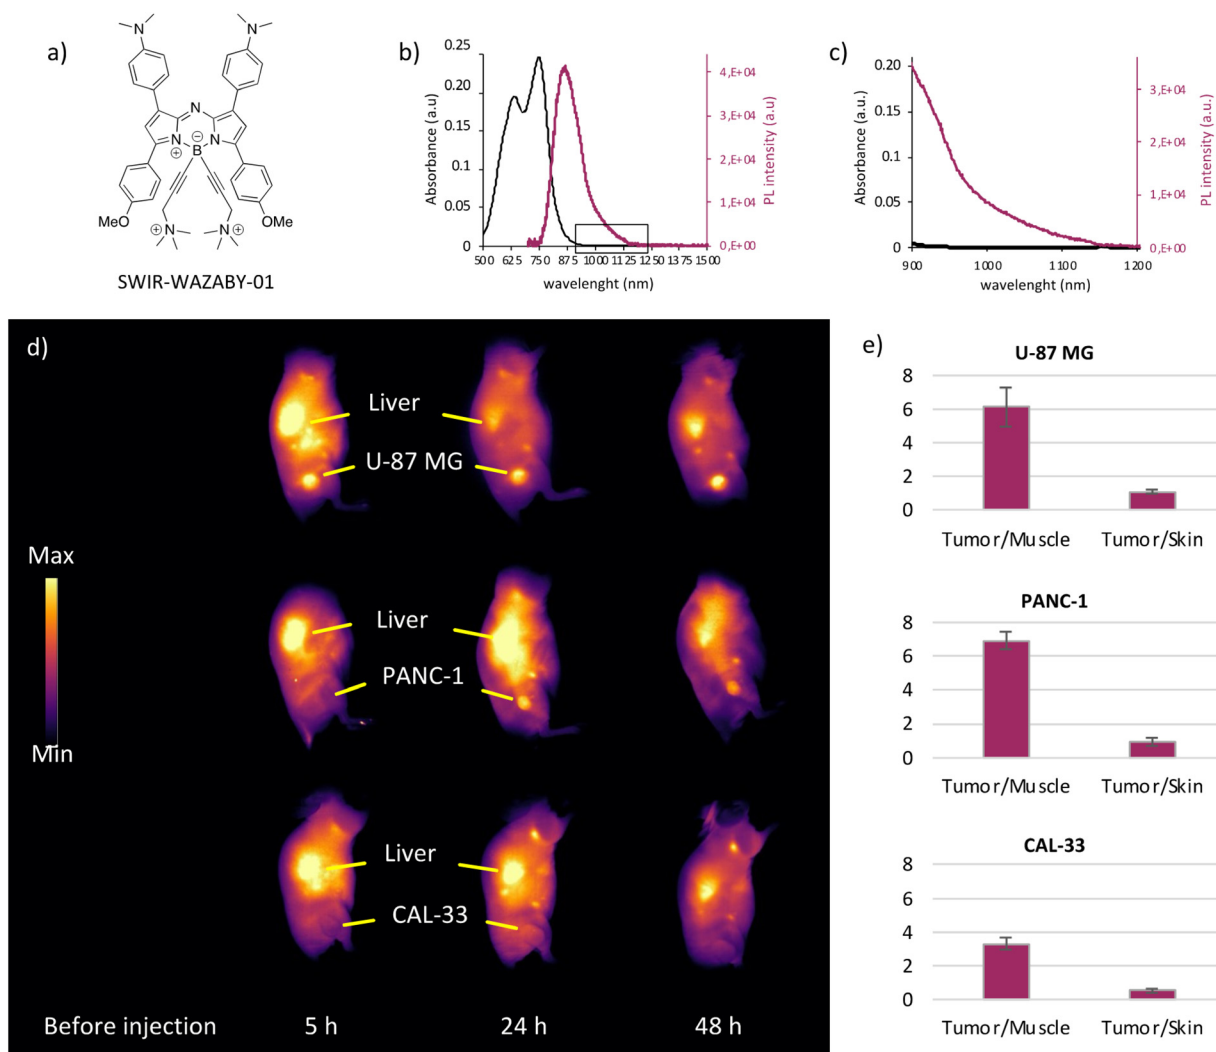 a)
N
N
N
N
N
⊖
⊕
B
MeO
OMe
⊕
N
N
⊕
SWIR-WAZABY-01
b)
0.25
0.20
0.15
0.1
0.05
0
Absorbance (a.u)
4,E+04
3,E+04
2,E+04
1,E+04
0,E+00
PL intensity (a.u)
500
625
750
875
1000
1125
1250
1375
1500
wavelenght (nm)
c)
0.20
0.15
0.1
0.05
0
Absorbance (a.u.)
3,E+04
2,E+04
1,E+04
0,E+00
PL intensity (a.u.)
900
1000
1100
1200
wavelenght (nm)
d)
Liver
U-87 MG
Max
Min
Liver
PANC-1
Liver
CAL-33
Before injection
5 h
24 h
48 h
e)
U-87 MG
8
6
4
2
0
Tumor/Muscle
Tumor/Skin
PANC-1
8
6
4
2
0
Tumor/Muscle
Tumor/Skin
CAL-33
8
6
4
2
0
Tumor/Muscle
Tumor/Skin